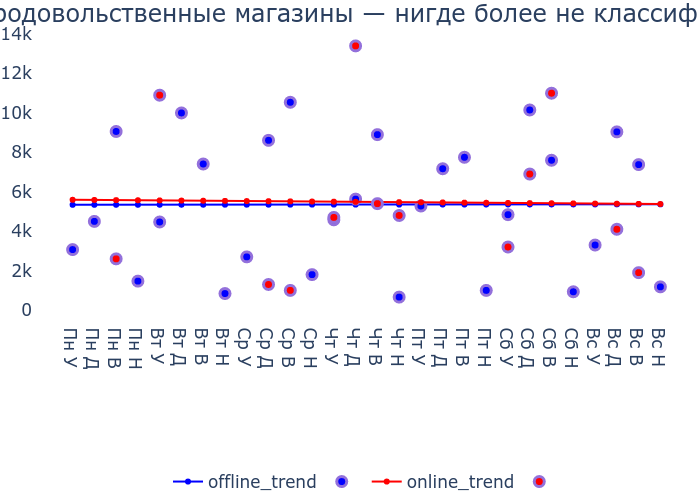 родовольственные магазины — нигде более не классиф
14k
12k
10k
8k
6k
4k
2k
0
Пн У
Пн Д
Пн В
Пн Н
Вт У
Вт Д
Вт В
Вт Н
Ср У
Ср Д
Ср В
Ср Н
Чт У
Чт Д
Чт В
Чт Н
Пт У
Пт Д
Пт В
Пт Н
Сб У
Сб Д
Сб В
Сб Н
Вс У
Вс Д
Вс В
Вс Н
offline_trend online_trend